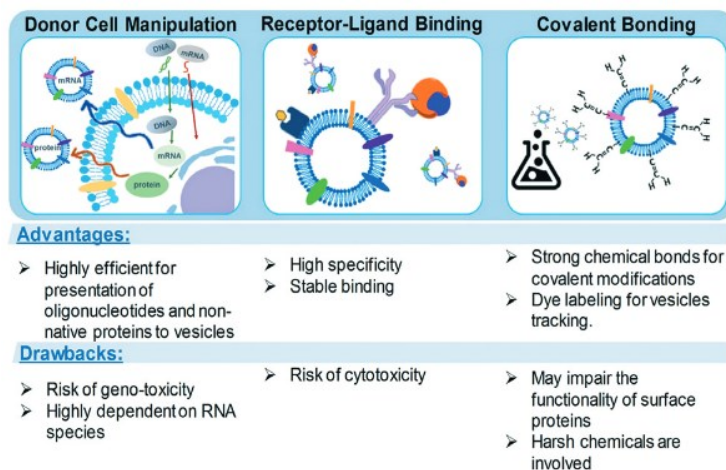 Donor Cell Manipulation
Receptor-Ligand Binding
Covalent Bonding
DNA
mRNA
mRNA
DNA
mRNA
protein
protein
H
H
H
H
H
H
C
C
C
C
C
C
Advantages:
➤ Highly efficient for
presentation of
oligonucleotides and non-
native proteins to vesicles
➤ High specificity
➤ Stable binding
➤ Strong chemical bonds for
covalent modifications
➤ Dye labeling for vesicles
tracking.
Drawbacks:
➤ Risk of geno-toxicity
➤ Highly dependent on RNA
species
➤ Risk of cytotoxicity
➤ May impair the
functionality of surface
proteins
➤ Harsh chemicals are
involved